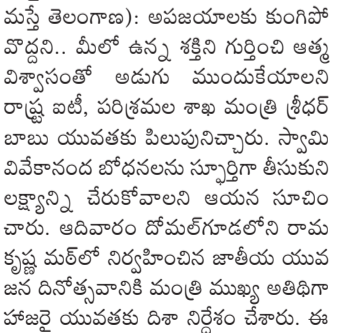 మస్తే తెలంగాణ): అపజయాలకు కుంగిపో
వొద్దని.. మీలో ఉన్న శక్తిని గుర్తించి ఆత్మ
విశ్వాసంతో అడుగు ముందుకేయాలని
రాష్ట్ర ఐటీ, పరిశ్రమల శాఖ మంత్రి శ్రీధర్
బాబు యువతకు పిలుపునిచ్చారు. స్వామి
వివేకానంద బోధనలను స్ఫూర్తిగా తీసుకుని
లక్ష్యాన్ని చేరుకోవాలని ఆయన సూచిం
చారు. ఆదివారం దోమల్‌గూడలోని రామ
కృష్ణ మఠ్‌లో నిర్వహించిన జాతీయ యువ
జన దినోత్సవానికి మంత్రి ముఖ్య అతిథిగా
హాజరై యువతకు దిశా నిర్దేశం చేశారు. ఈ